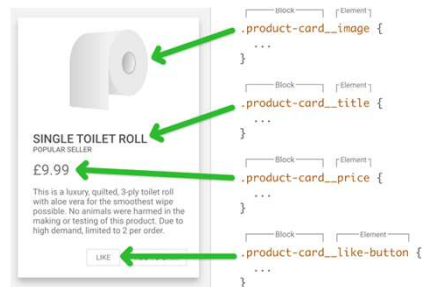 SINGLE TOILET ROLL
POPULAR SELLER
£9.99
This is a luxury, quilted, 3-ply toilet roll
with aloe vera for the smoothest wipe
possible. No animals were harmed in the
making or testing of this product. Due to
high demand, limited to 2 per order.
LIKE
Block Element
.product-card__image {
...
}
Block Element
.product-card__title {
...
}
Block Element
.product-card__price {
...
}
Block Element
.product-card__like-button {
...
}